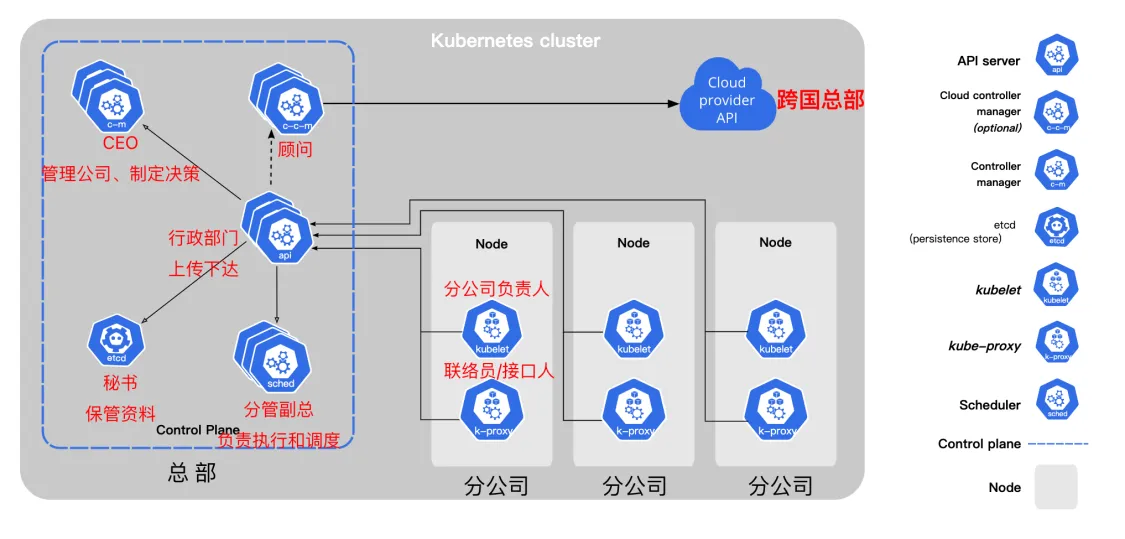 Kubernetes cluster
c-m
CEO
管理公司、制定决策
c-c-m
顾问
Cloud
provider
API
跨国总部
api
行政部门
上传下达
etcd
秘书
保管资料
sched
分管副总
Control Plane
负责执行和调度
总 部
Node
分公司负责人
kubelet
联络员/接口人
k-proxy
分公司
Node
kubelet
k-proxy
分公司
Node
kubelet
k-proxy
分公司
API server
api
Cloud controller
manager
(optional)
c-c-m
Controller
manager
c-m
etcd
(persistence store)
etcd
kubelet
kubelet
kube-proxy
k-proxy
Scheduler
sched
Control plane
Node